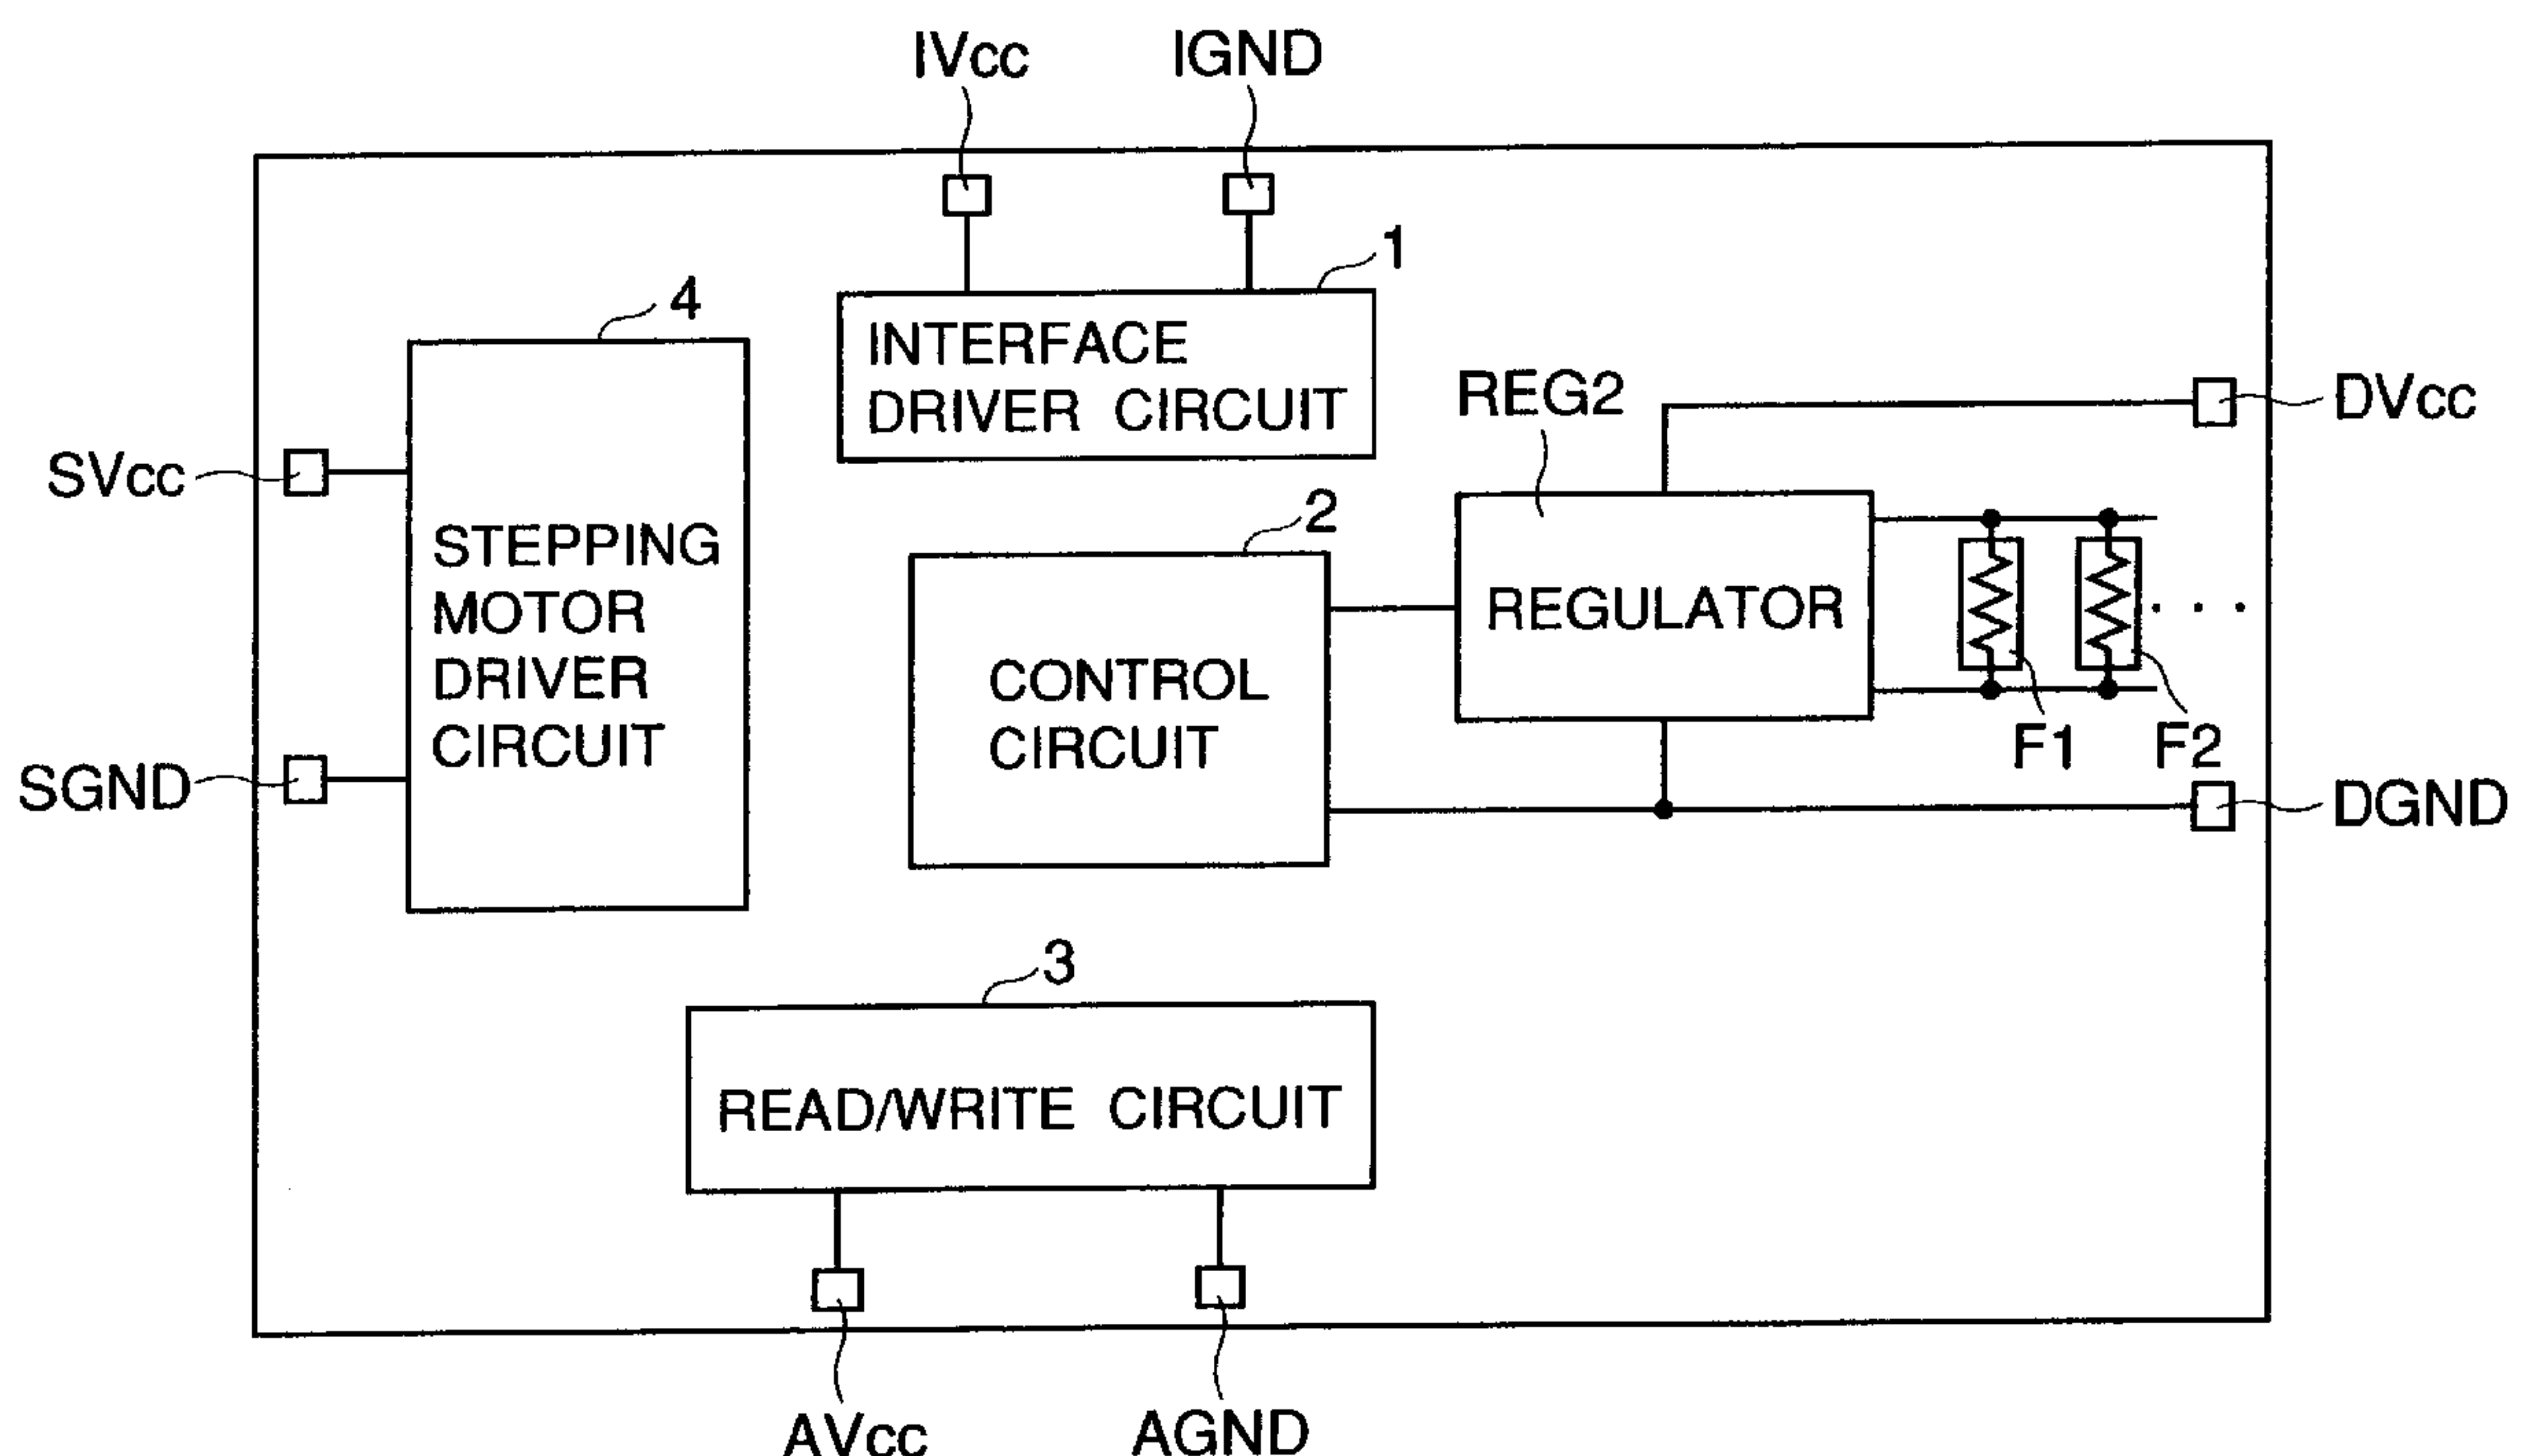 IVcc
IGND
1
INTERFACE
DRIVER CIRCUIT
4
STEPPING
MOTOR
DRIVER
CIRCUIT
SVcc
SGND
2
CONTROL
CIRCUIT
REG2
REGULATOR
DVcc
F1
F2
. . .
DGND
3
READ/WRITE CIRCUIT
AVcc
AGND